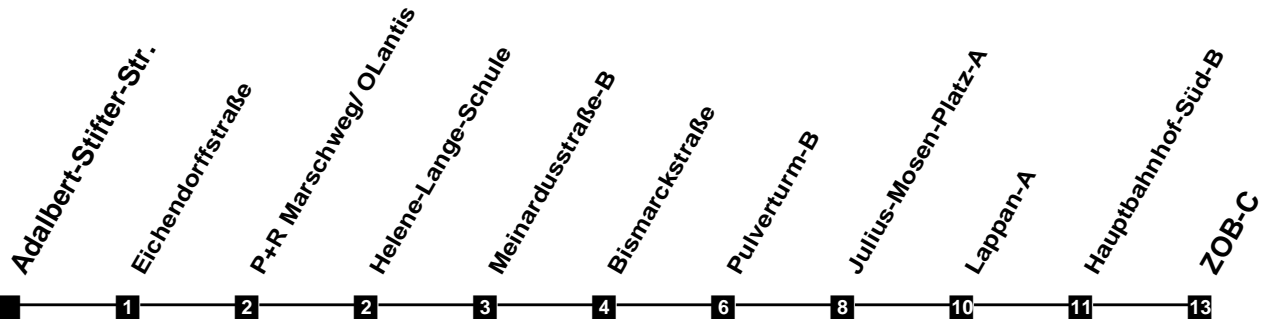 Adalbert-Stifter-Str.
Eichendorffstraße
P+R Marschweg/ OLantis
Helene-Lange-Schule
Meinardusstraße-B
Bismarckstraße
Pulverturm-B
Julius-Mosen-Platz-A
Lappan-A
Hauptbahnhof-Süd-B
ZOB-C
1 2 2 3 4 6 8 10 11 13